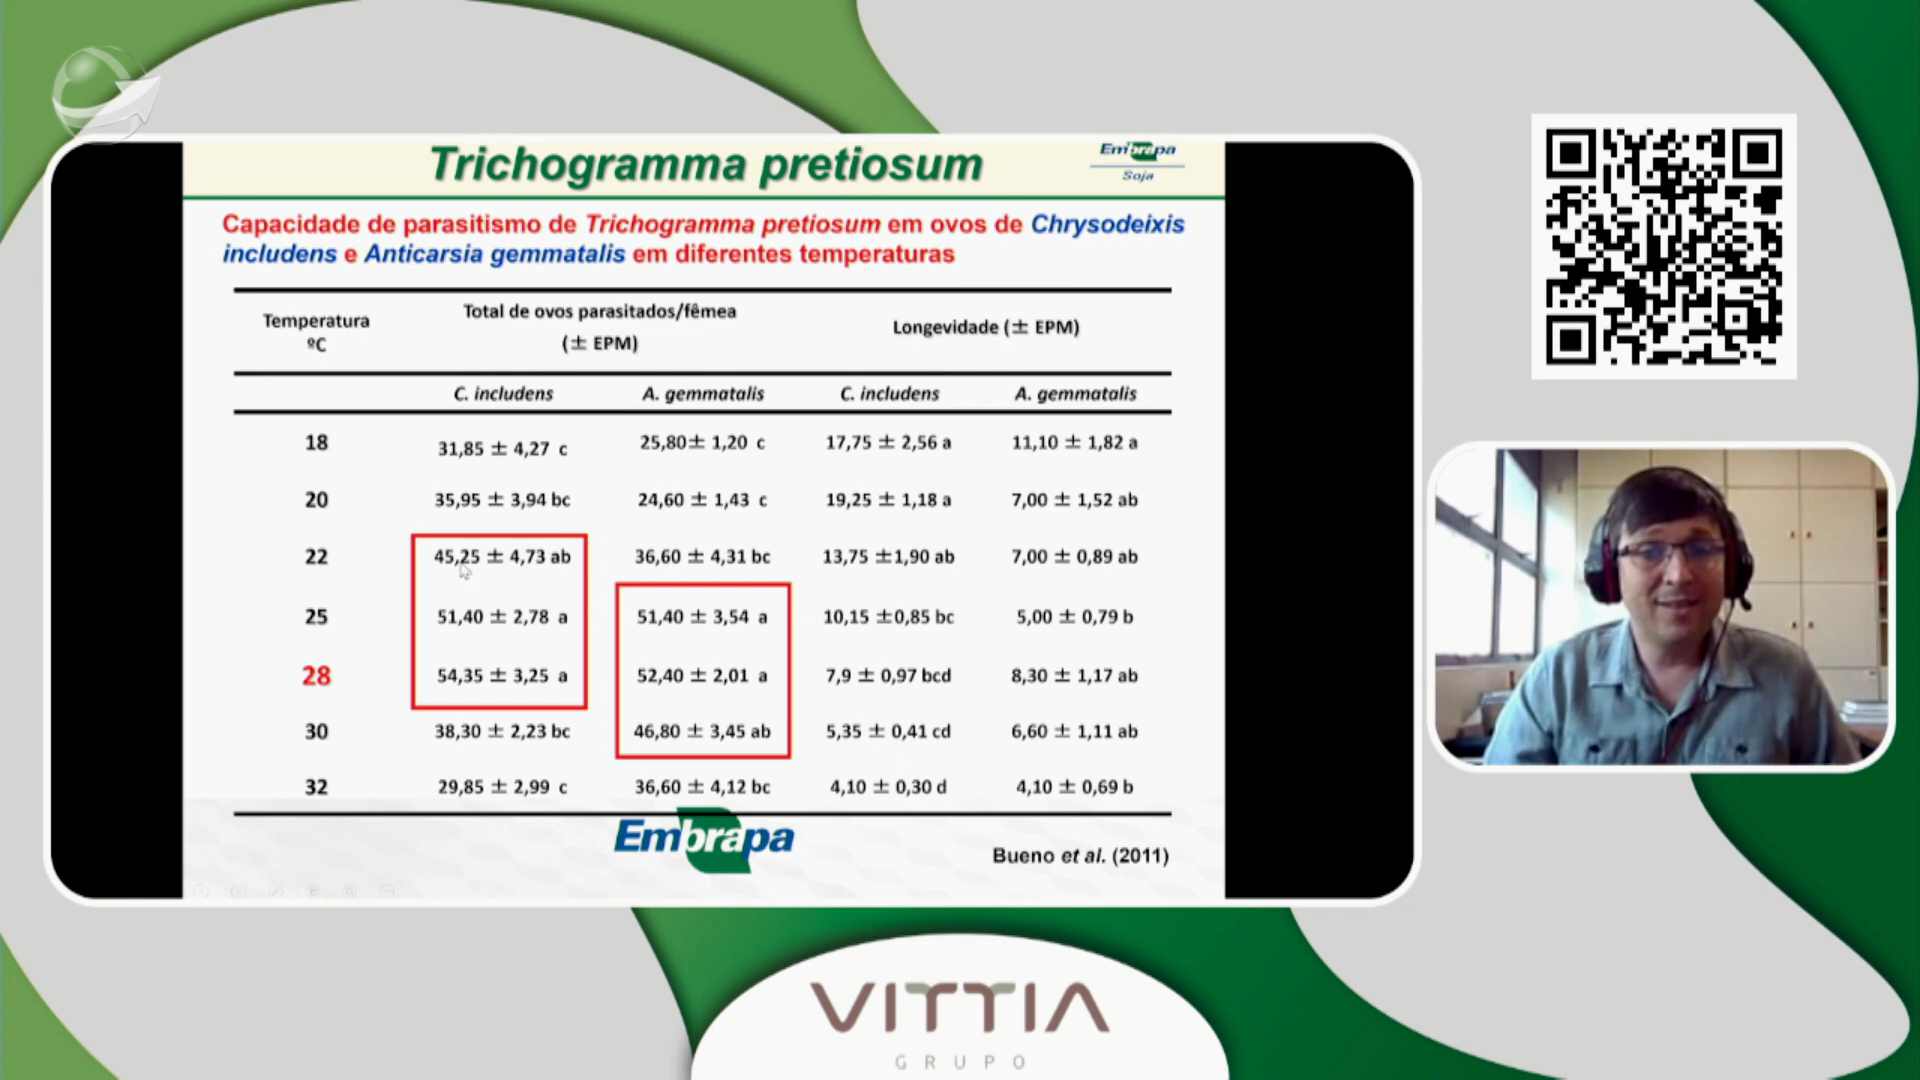 Trichogramma pretiosum
Embrapa
Soja
Capacidade de parasitismo de Trichogramma pretiosum em ovos de Chrysodeixis
includens e Anticarsia gemmatalis em diferentes temperaturas
Temperatura ºC Total de ovos parasitados/fêmea (± EPM) Longevidade (± EPM)
C. includens A. gemmatalis C. includens A. gemmatalis
18 31,85 ± 4,27 c 25,80± 1,20 c 17,75 ± 2,56 a 11,10 ± 1,82 a
20 35,95 ± 3,94 bc 24,60 ± 1,43 c 19,25 ± 1,18 a 7,00 ± 1,52 ab
22 45,25 ± 4,73 ab 36,60 ± 4,31 bc 13,75 ±1,90 ab 7,00 ± 0,89 ab
25 51,40 ± 2,78 a 51,40 ± 3,54 a 10,15 ±0,85 bc 5,00 ± 0,79 b
28 54,35 ± 3,25 a 52,40 ± 2,01 a 7,9 ± 0,97 bcd 8,30 ± 1,17 ab
30 38,30 ± 2,23 bc 46,80 ± 3,45 ab 5,35 ± 0,41 cd 6,60 ± 1,11 ab
32 29,85 ± 2,99 c 36,60 ± 4,12 bc 4,10 ± 0,30 d 4,10 ± 0,69 b
Embrapa
Bueno et al. (2011)
VITTIA
GRUPO